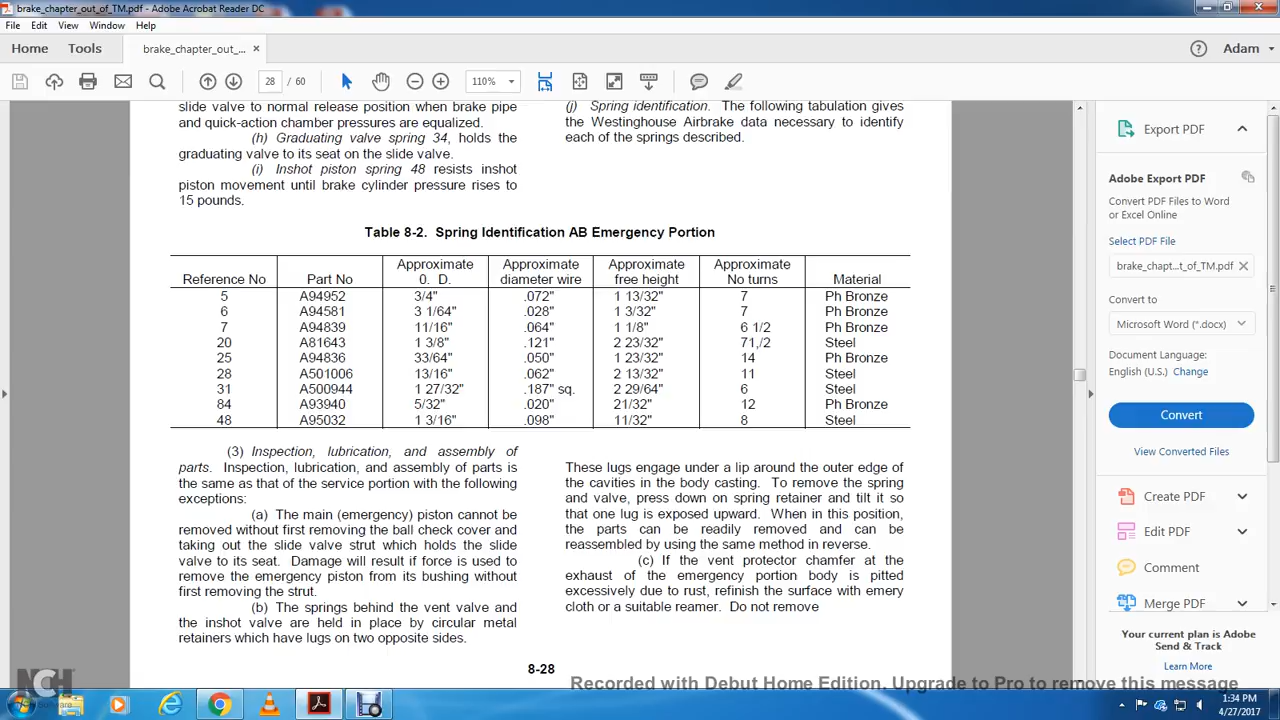 brake_chapter_out_of_TM.pdf - Adobe Acrobat Reader DC
File Edit View Window Help
Home Tools brake_chapter_out_... × Adam
28 / 60 110%
slide valve to normal release position when brake pipe
and quick-action chamber pressures are equalized.
(h) Graduating valve spring 34, holds the
graduating valve to its seat on the slide valve.
(i) Inshot piston spring 48 resists inshot
piston movement until brake cylinder pressure rises to
15 pounds.
(j) Spring identification. The following tabulation gives
the Westinghouse Airbrake data necessary to identify
each of the springs described.
Table 8-2. Spring Identification AB Emergency Portion
Approximate Approximate Approximate Approximate
Reference No Part No 0. D. diameter wire free height No turns Material
5 A94952 3/4" .072" 1 13/32" 7 Ph Bronze
6 A94581 3 1/64" .028" 1 3/32" 7 Ph Bronze
7 A94839 11/16" .064" 1 1/8" 6 1/2 Ph Bronze
20 A81643 1 3/8" .121" 2 23/32" 71,/2 Steel
25 A94836 33/64" .050" 1 23/32" 14 Ph Bronze
28 A501006 13/16" .062" 2 13/32" 11 Steel
31 A500944 1 27/32" .187" sq. 2 29/64" 6 Steel
84 A93940 5/32" .020" 21/32" 12 Ph Bronze
48 A95032 1 3/16" .098" 11/32" 8 Steel
(3) Inspection, lubrication, and assembly of
parts. Inspection, lubrication, and assembly of parts is
the same as that of the service portion with the following
exceptions:
(a) The main (emergency) piston cannot be
removed without first removing the ball check cover and
taking out the slide valve strut which holds the slide
valve to its seat. Damage will result if force is used to
remove the emergency piston from its bushing without
first removing the strut.
(b) The springs behind the vent valve and
the inshot valve are held in place by circular metal
retainers which have lugs on two opposite sides.
These lugs engage under a lip around the outer edge of
the cavities in the body casting. To remove the spring
and valve, press down on spring retainer and tilt it so
that one lug is exposed upward. When in this position,
the parts can be readily removed and can be
reassembled by using the same method in reverse.
(c) If the vent protector chamfer at the
exhaust of the emergency portion body is pitted
excessively due to rust, refinish the surface with emery
cloth or a suitable reamer. Do not remove
8-28
Export PDF
Adobe Export PDF
Convert PDF Files to Word
or Excel Online
Select PDF File
brake_chapt...t_of_TM.pdf ×
Convert to
Microsoft Word (*.docx)
Document Language:
English (U.S.) Change
Convert
View Converted Files
Create PDF
Edit PDF
Comment
Merge PDF
Your current plan is Adobe
Send & Track
Learn More
NCH
Software
Recorded with Debut Home Edition. Upgrade to Pro to remove this message
1:34 PM
4/27/2017